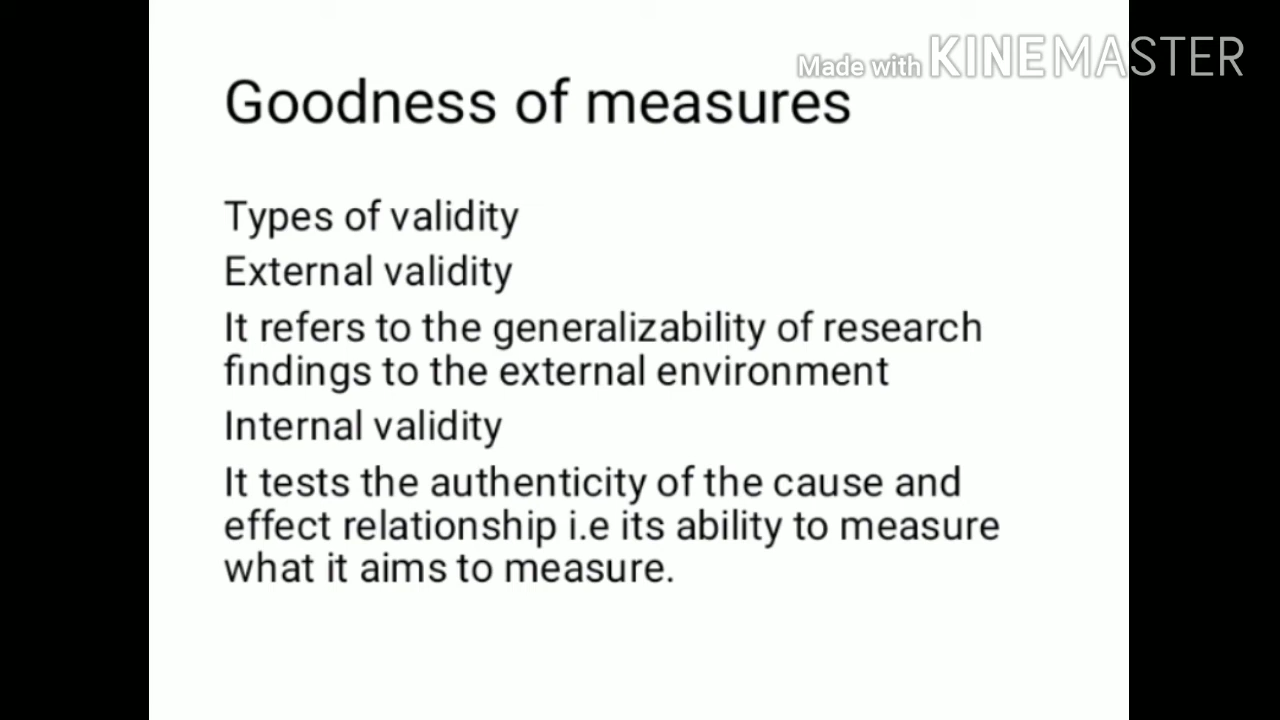 Made with KINEMASTER
Goodness of measures
Types of validity
External validity
It refers to the generalizability of research
findings to the external environment
Internal validity
It tests the authenticity of the cause and
effect relationship i.e its ability to measure
what it aims to measure.